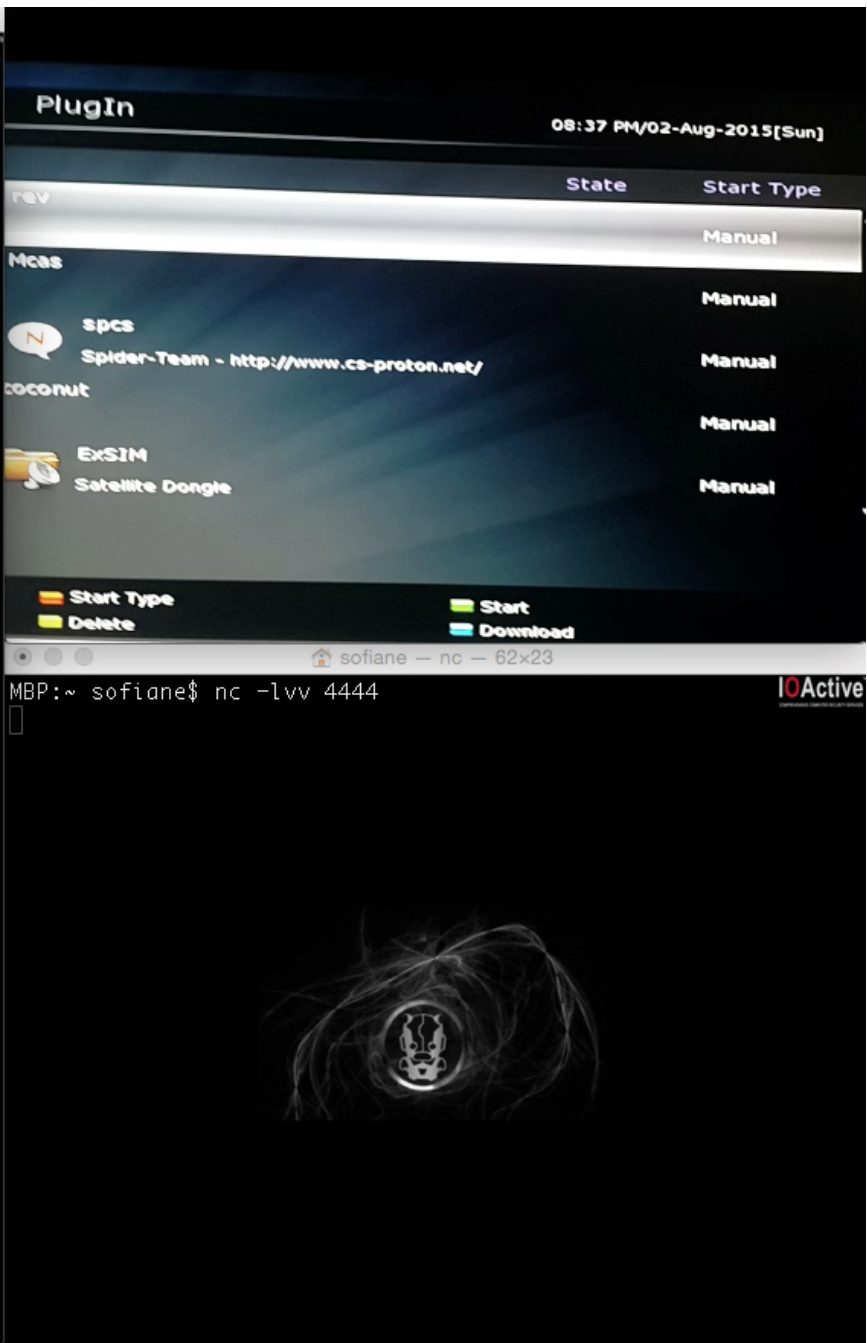 PlugIn
08:37 PM/02-Aug-2015[Sun]
State Start Type
rev
Manual
Mcas
Manual
spcs
Spider-Team - http://www.cs-proton.net/
Manual
coconut
Manual
ExSIM
Satellite Dongle
Manual
Start Type
Start
Delete
Download
sofiane — nc — 62×23
MBP:~ sofiane$ nc -lvv 4444
IOActive